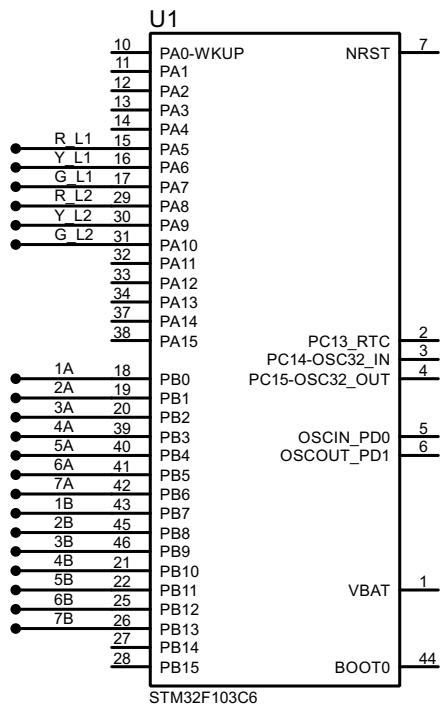 U1
10 PA0-WKUP NRST 7
11 PA1
12 PA2
13 PA3
14 PA4
R_L1 15 PA5
Y_L1 16 PA6
G_L1 17 PA7
R_L2 29 PA8
Y_L2 30 PA9
G_L2 31 PA10
32 PA11
33 PA12
34 PA13
37 PA14
38 PA15 PC13_RTC 2
PC14-OSC32_IN 3
1A 18 PB0 PC15-OSC32_OUT 4
2A 19 PB1
3A 20 PB2
4A 39 PB3 OSCIN_PD0 5
5A 40 PB4 OSCOUT_PD1 6
6A 41 PB5
7A 42 PB6
1B 43 PB7
2B 45 PB8
3B 46 PB9
4B 21 PB10
5B 22 PB11 VBAT 1
6B 25 PB12
7B 26 PB13
27 PB14
28 PB15 BOOT0 44
STM32F103C6